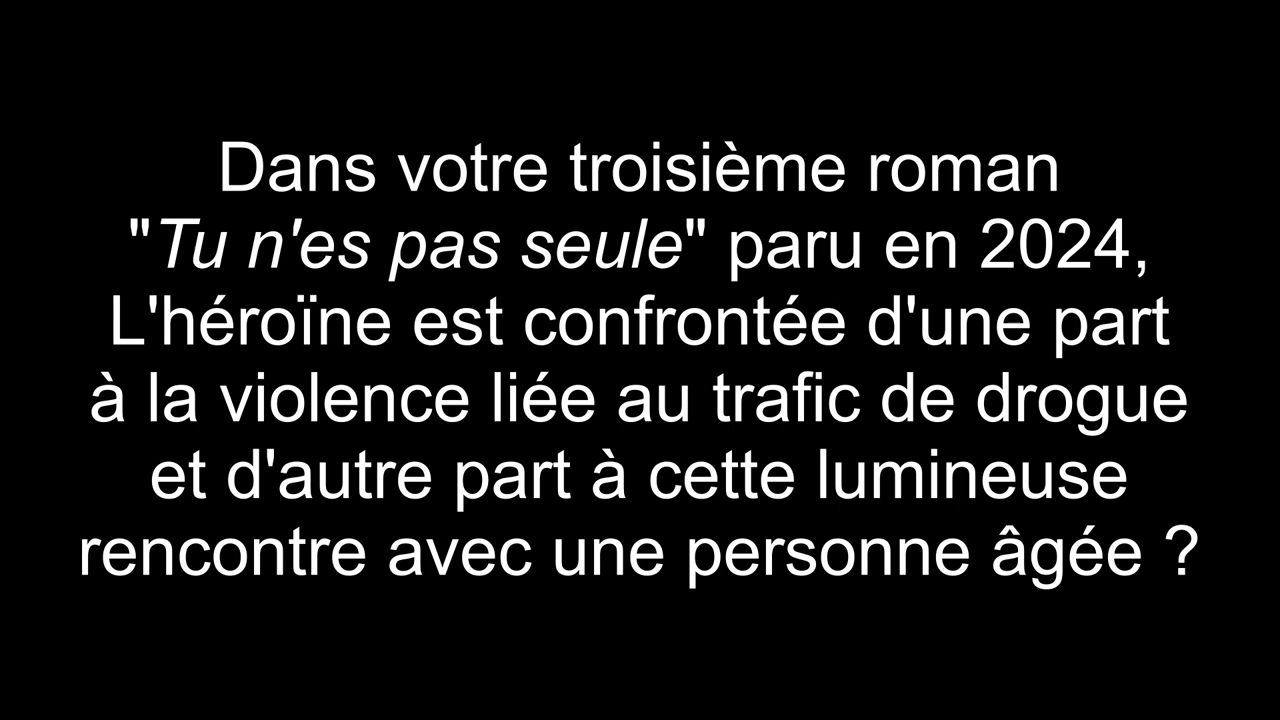 Dans votre troisième roman
"Tu n'es pas seule" paru en 2024,
L'héroïne est confrontée d'une part
à la violence liée au trafic de drogue
et d'autre part à cette lumineuse
rencontre avec une personne âgée ?